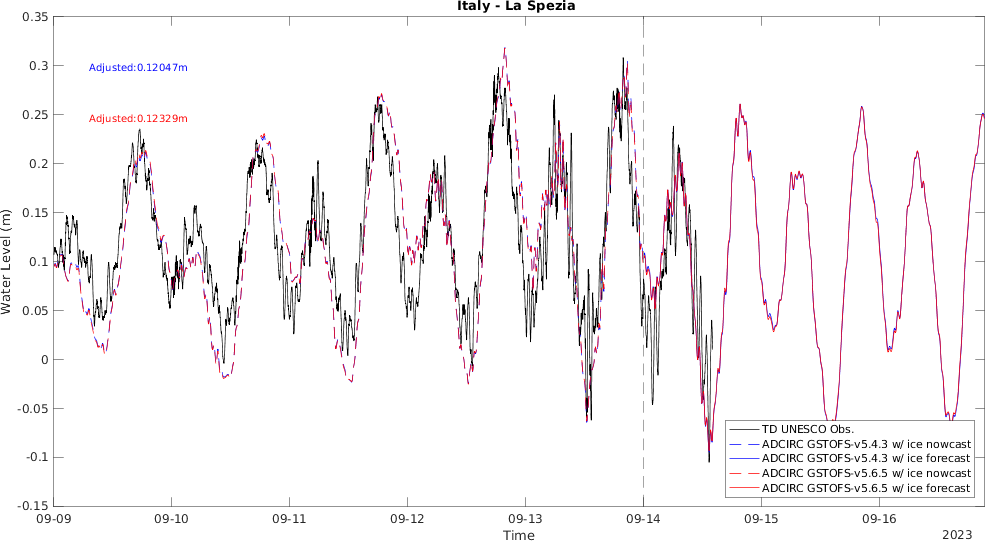 Italy - La Spezia
0.35
0.3
0.25
0.2
0.15
0.1
0.05
0
-0.05
-0.1
-0.15
Water Level (m)
Adjusted:0.12047m
Adjusted:0.12329m
TD UNESCO Obs.
ADCIRC GSTOFS-v5.4.3 w/ ice nowcast
ADCIRC GSTOFS-v5.4.3 w/ ice forecast
ADCIRC GSTOFS-v5.6.5 w/ ice nowcast
ADCIRC GSTOFS-v5.6.5 w/ ice forecast
09-09 09-10 09-11 09-12 09-13 09-14 09-15 09-16
Time
2023